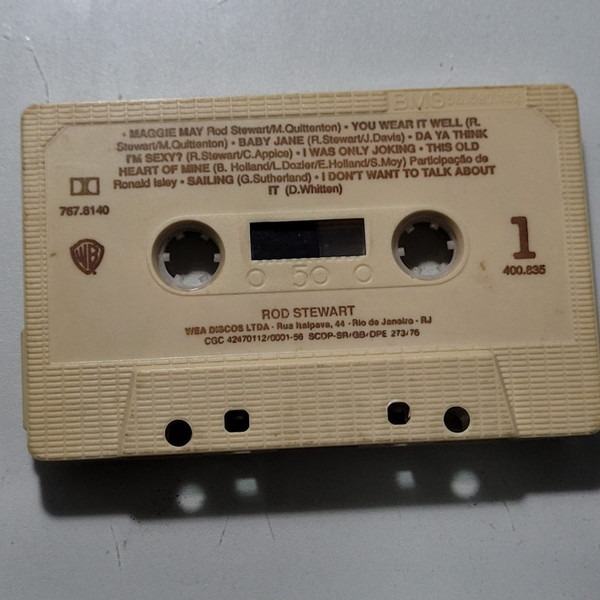 BMG
• MAGGIE MAY Rod Stewart/M.Quittenton) • YOU WEAR IT WELL (R.
Stewart/M.Quittenton) • BABY JANE (R.Stewart/J.Davis) • DA YA THINK
I'M SEXY? (R.Stewart/C.Appice) • I WAS ONLY JOKING • THIS OLD
HEART OF MINE (B. Holland/L.Dozier/E.Holland/S.Moy) Participação de
Ronald Isley • SAILING (G.Sutherland) • I DON'T WANT TO TALK ABOUT
IT (D.Whitten)
767.8140
1
400.835
50
ROD STEWART
WEA DISCOS LTDA - Rua Itaipava, 44 - Rio de Janeiro - RJ
CGC 42470112/0001-56 SCDP-SR/GB/DPE 273/76